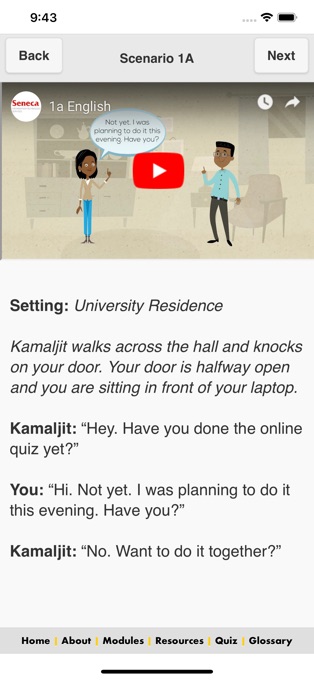 9:43
Back
Scenario 1A
Next
Seneca
1a English
Not yet. I was
planning to do it this
evening. Have you?
Setting: University Residence
Kamaljit walks across the hall and knocks
on your door. Your door is halfway open
and you are sitting in front of your laptop.
Kamaljit: “Hey. Have you done the online
quiz yet?”
You: “Hi. Not yet. I was planning to do it
this evening. Have you?”
Kamaljit: “No. Want to do it together?”
Home | About | Modules | Resources | Quiz | Glossary